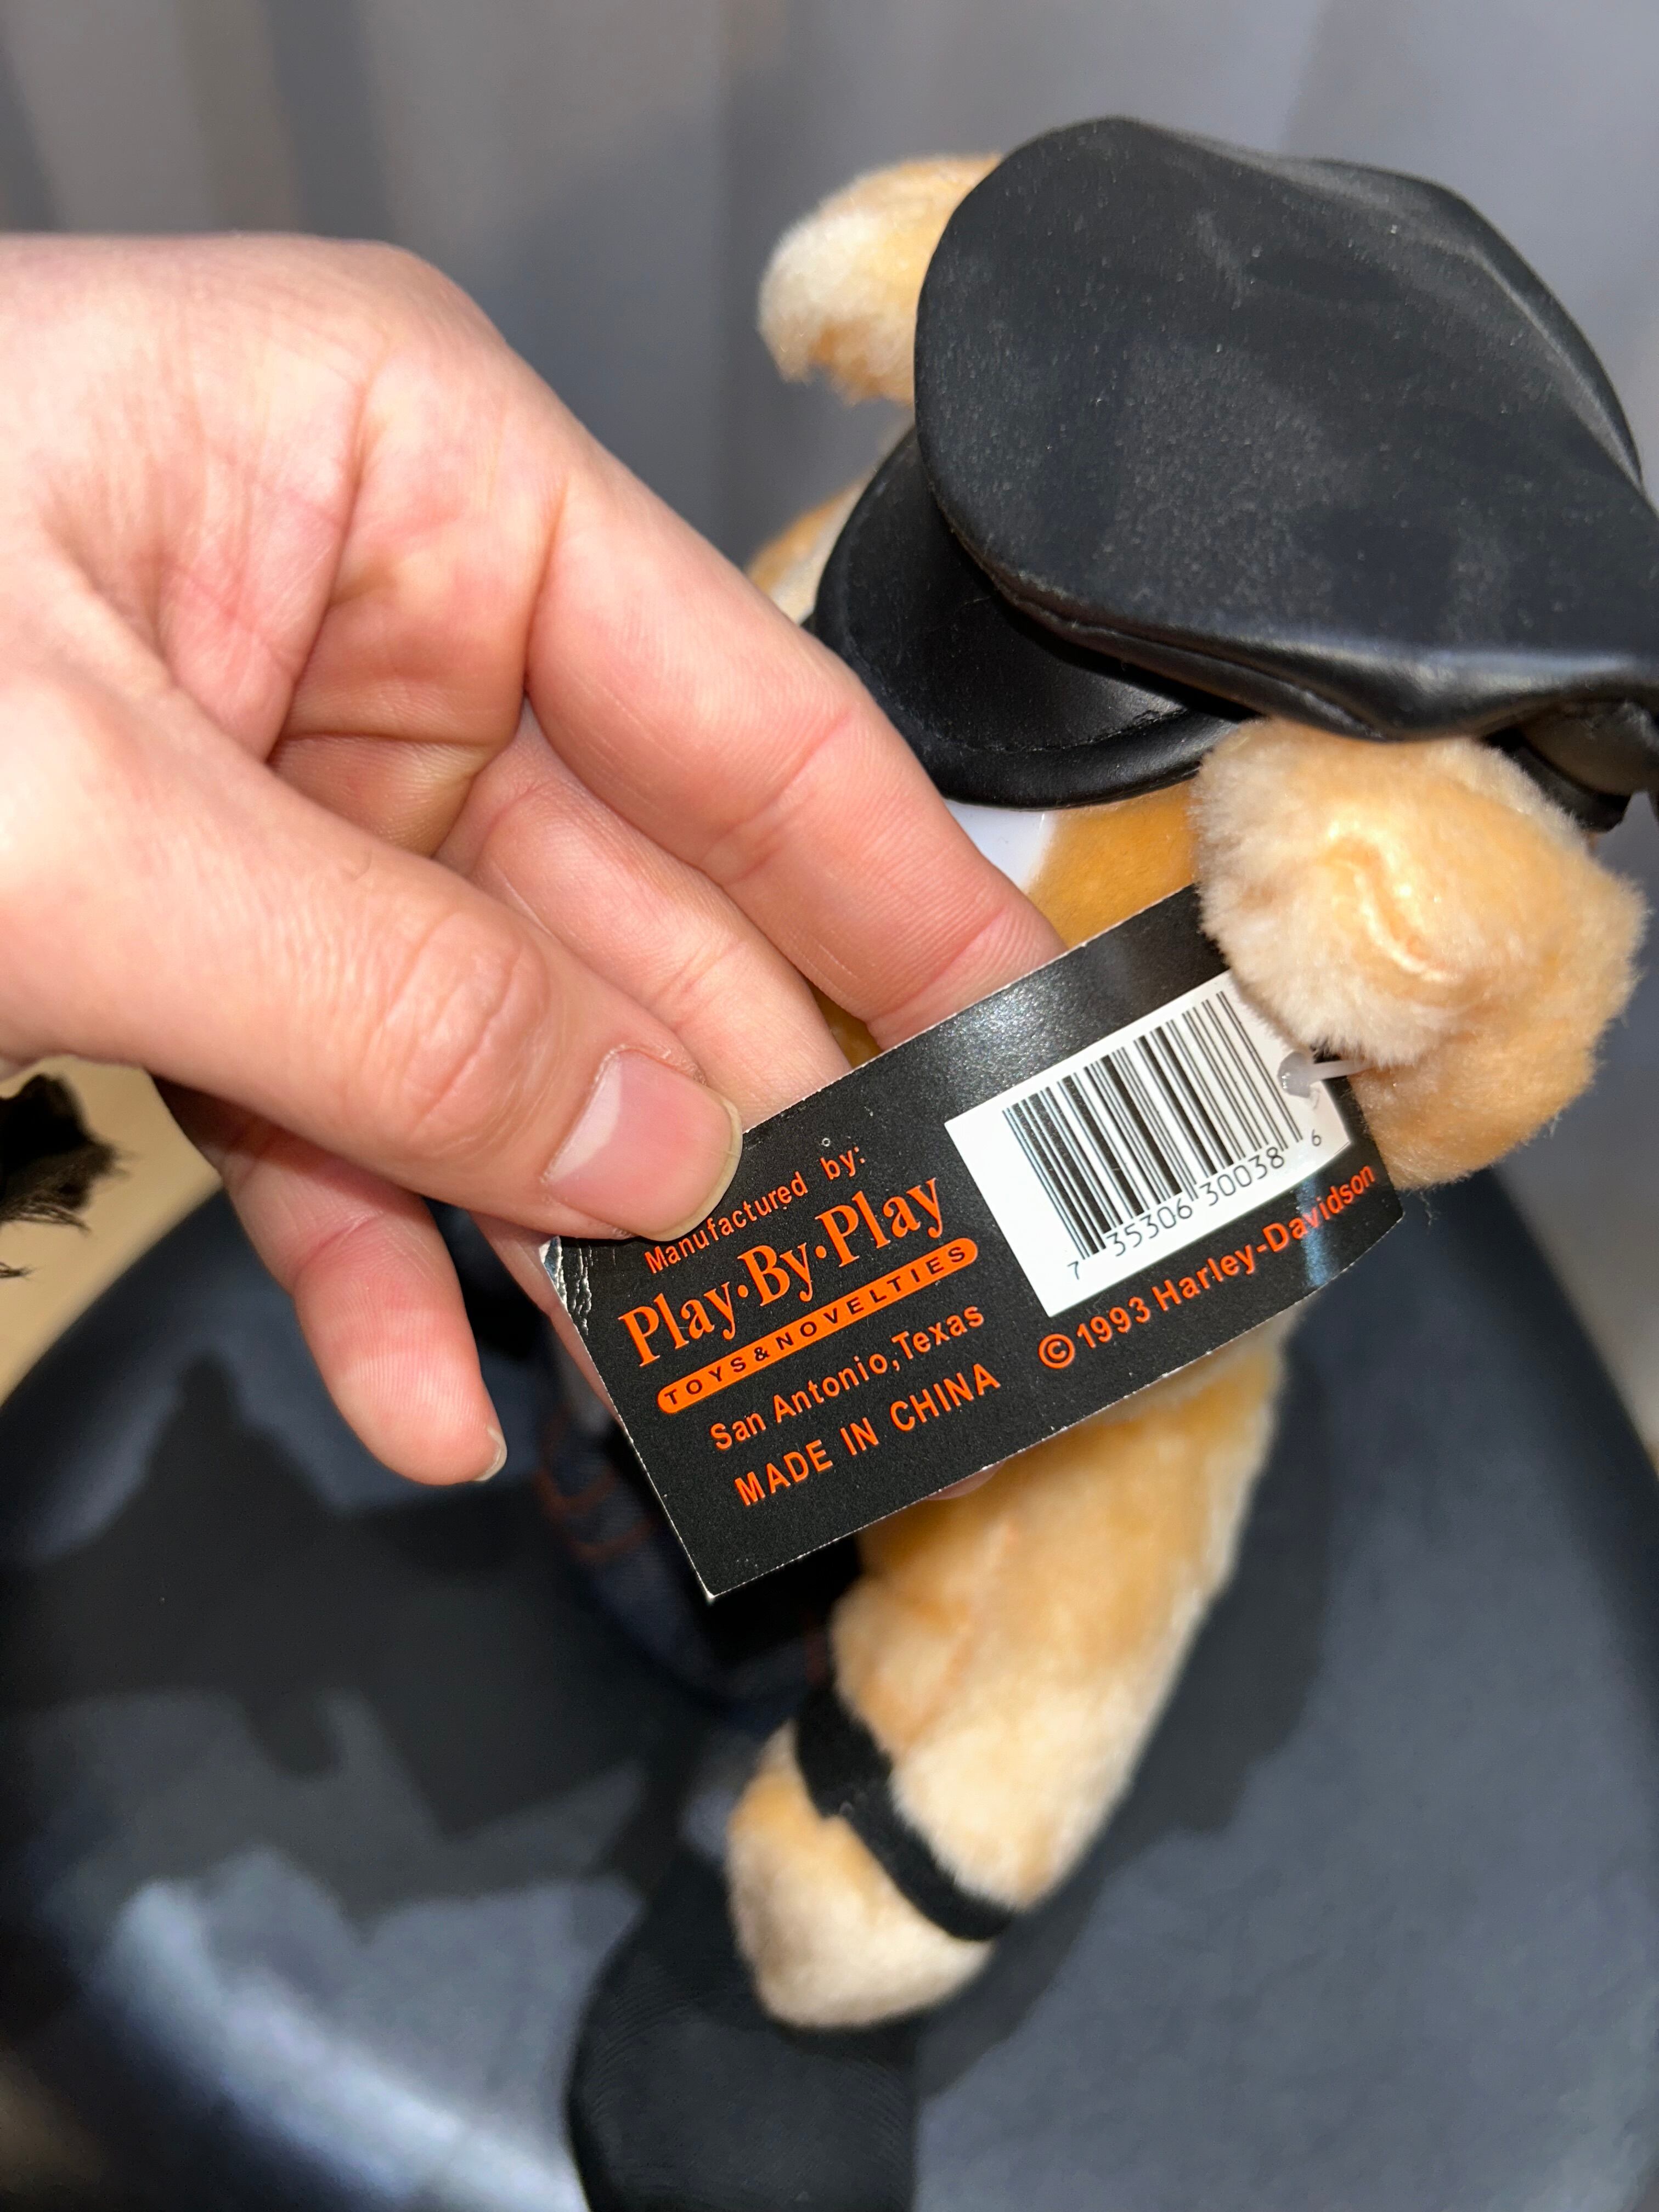 Manufactured by:
Play·By·Play
TOYS & NOVELTIES
San Antonio, Texas
MADE IN CHINA
7 35306 30038 6
© 1993 Harley-Davidson